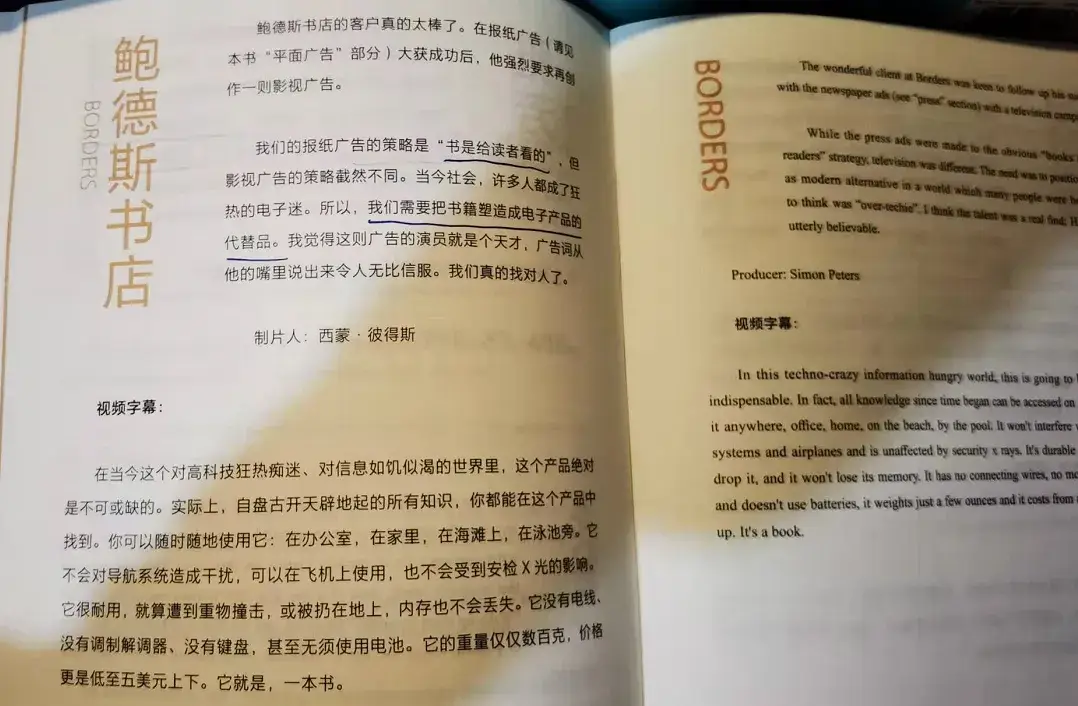 鲍德斯书店
BORDERS
鲍德斯书店的客户真的太棒了。在报纸广告（请见
本书“平面广告”部分）大获成功后，他强烈要求再创
作一则影视广告。
我们的报纸广告的策略是“书是给读者看的”，但
影视广告的策略截然不同。当今社会，许多人都成了狂
热的电子迷。所以，我们需要把书籍塑造成电子产品的
代替品。我觉得这则广告的演员就是个天才，广告词从
他的嘴里说出来令人无比信服。我们真的找对人了。
制片人：西蒙·彼得斯
视频字幕：
在当今这个对高科技狂热痴迷、对信息如饥似渴的世界里，这个产品绝对
是不可或缺的。实际上，自盘古开天辟地起的所有知识，你都能在这个产品中
找到。你可以随时随地使用它：在办公室，在家里，在海滩上，在泳池旁。它
不会对导航系统造成干扰，可以在飞机上使用，也不会受到安检X光的影响。
它很耐用，就算遭到重物撞击，或被扔在地上，内存也不会丢失。它没有电线、
没有调制解调器、没有键盘，甚至无须使用电池。它的重量仅仅数百克，价格
更是低至五美元上下。它就是，一本书。
BORDERS
The wonderful client at Borders was keen to follow up his
with the newspaper ads (see "press" section) with a television
While the press ads were made to the obvious "books
readers" strategy, television was different. The need was to
as modern alternative in a world which many people were
to think was "over-techie". I think the talent was a real find:
utterly believable.
Producer: Simon Peters
视频字幕：
In this techno-crazy information hungry world, this is going to
indispensable. In fact, all knowledge since time began can be accessed on
it anywhere, office, home, on the beach, by the pool. It won't interfere
systems and airplanes and is unaffected by security x rays. It's durable
drop it, and it won't lose its memory. It has no connecting wires, no
and doesn't use batteries, it weights just a few ounces and it costs from
up. It's a book.